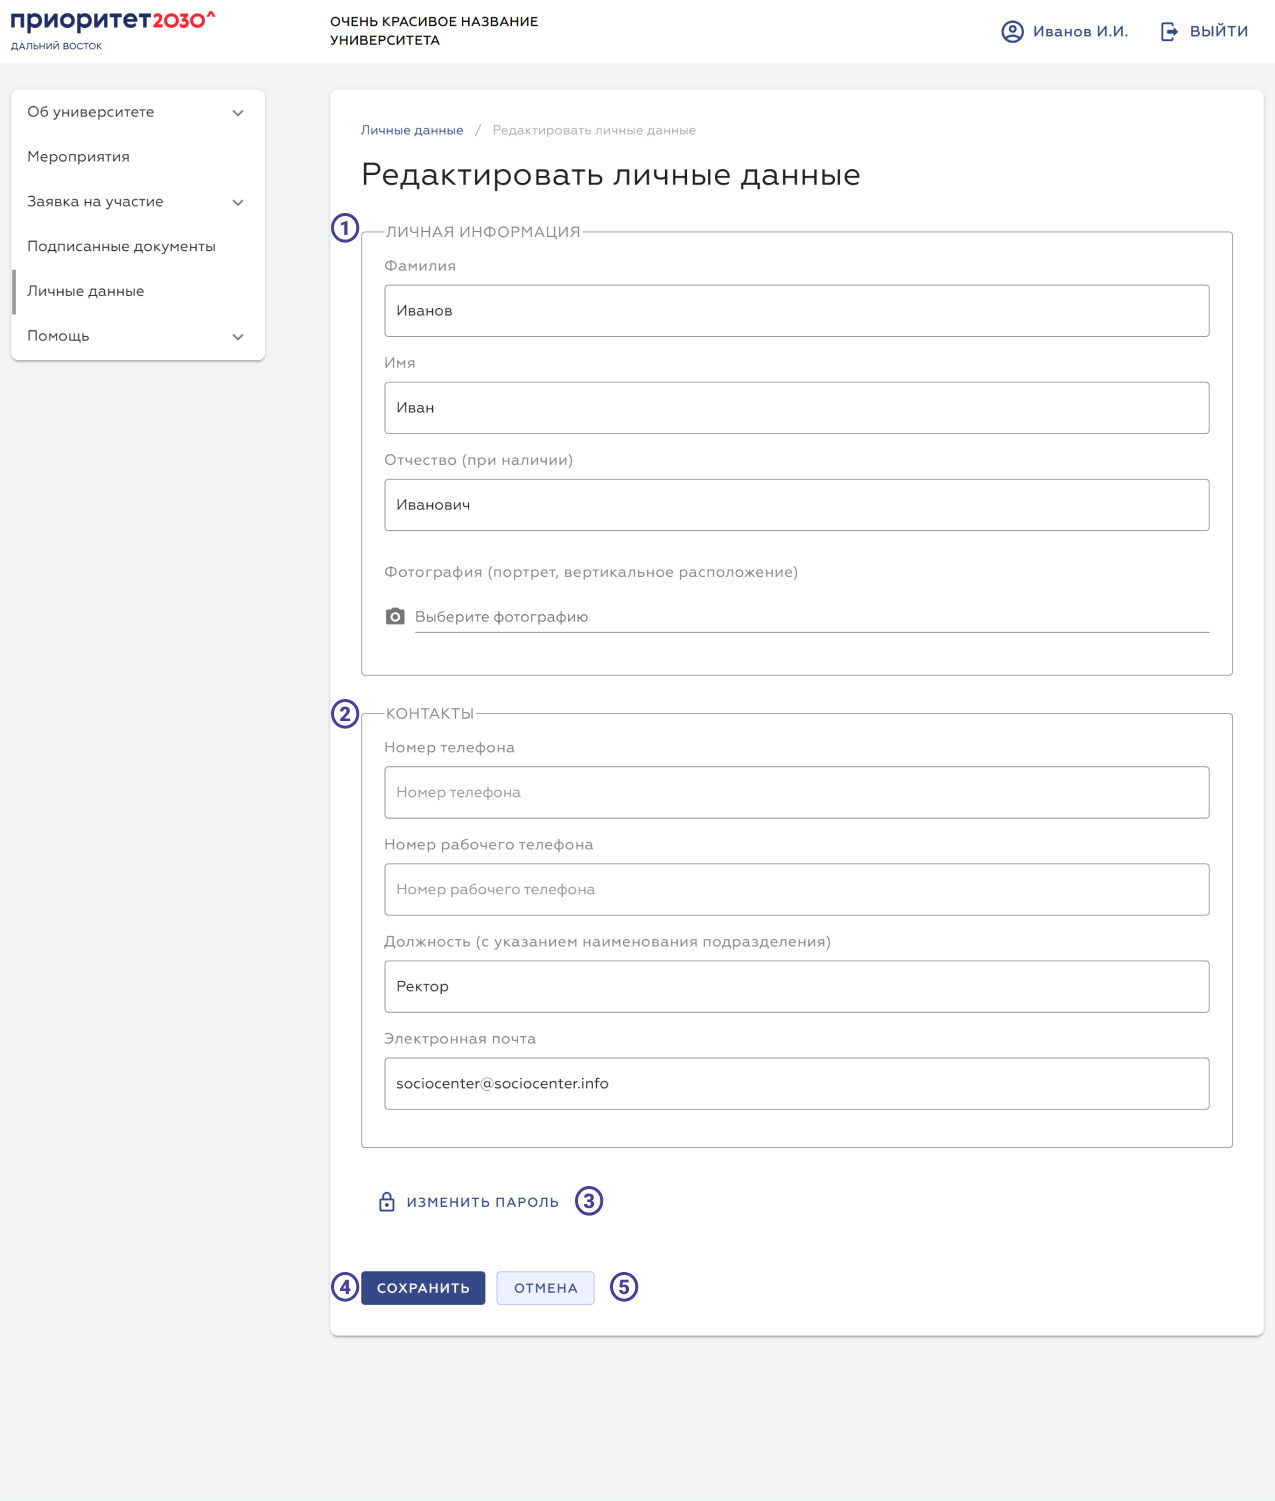 приоритет2030^
ДАЛЬНИЙ ВОСТОК
ОЧЕНЬ КРАСИВОЕ НАЗВАНИЕ
УНИВЕРСИТЕТА
Иванов И.И.
ВЫЙТИ
Об университете
Мероприятия
Заявка на участие
Подписанные документы
Личные данные
Помощь
Личные данные / Редактировать личные данные
Редактировать личные данные
1 ЛИЧНАЯ ИНФОРМАЦИЯ
Фамилия
Иванов
Имя
Иван
Отчество (при наличии)
Иванович
Фотография (портрет, вертикальное расположение)
Выберите фотографию
2 КОНТАКТЫ
Номер телефона
Номер телефона
Номер рабочего телефона
Номер рабочего телефона
Должность (с указанием наименования подразделения)
Ректор
Электронная почта
sociocenter@sociocenter.info
ИЗМЕНИТЬ ПАРОЛЬ 3
4 СОХРАНИТЬ ОТМЕНА 5